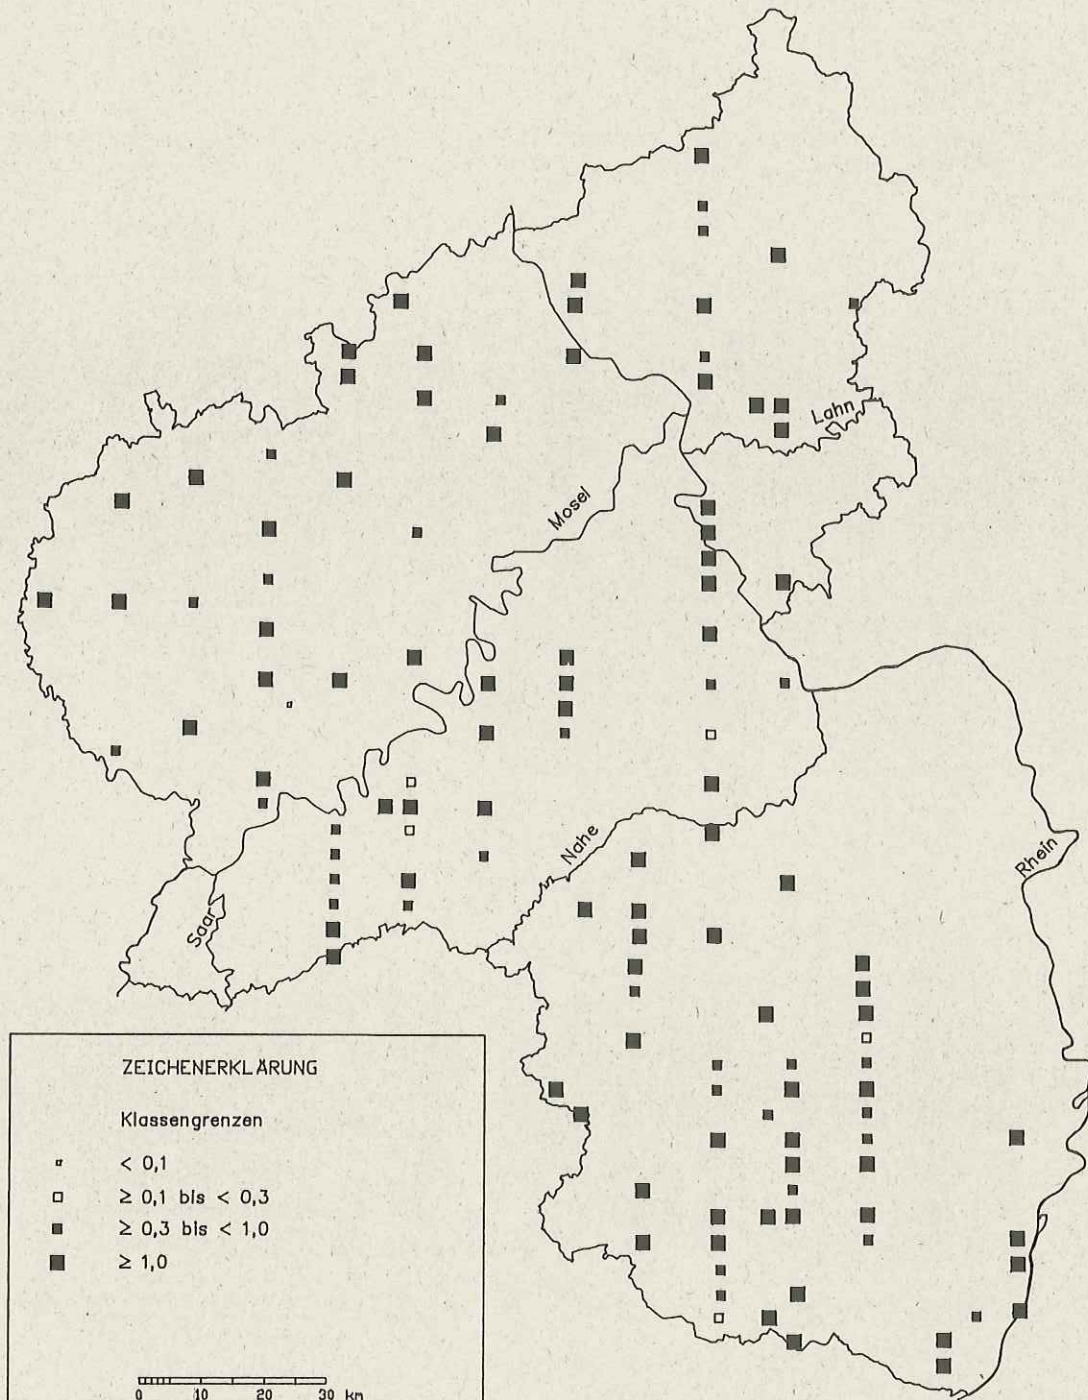 Lahn
Mosel
Nahe
Rhein
Saar
ZEICHENERKLÄRUNG
Klassengrenzen
< 0,1
≥ 0,1 bis < 0,3
≥ 0,3 bis < 1,0
≥ 1,0
0 10 20 30 km